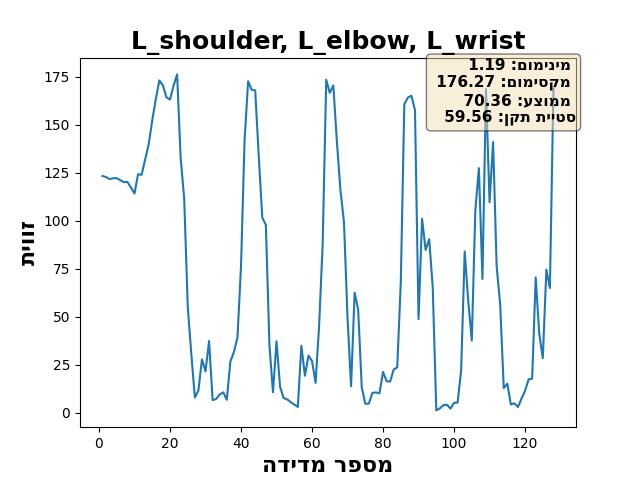 L_shoulder, L_elbow, L_wrist
מינימום: 1.19
מקסימום: 176.27
ממוצע: 70.36
סטיית תקן: 59.56
זווית
175
150
125
100
75
50
25
0
0 20 40 60 80 100 120
מספר מדידה